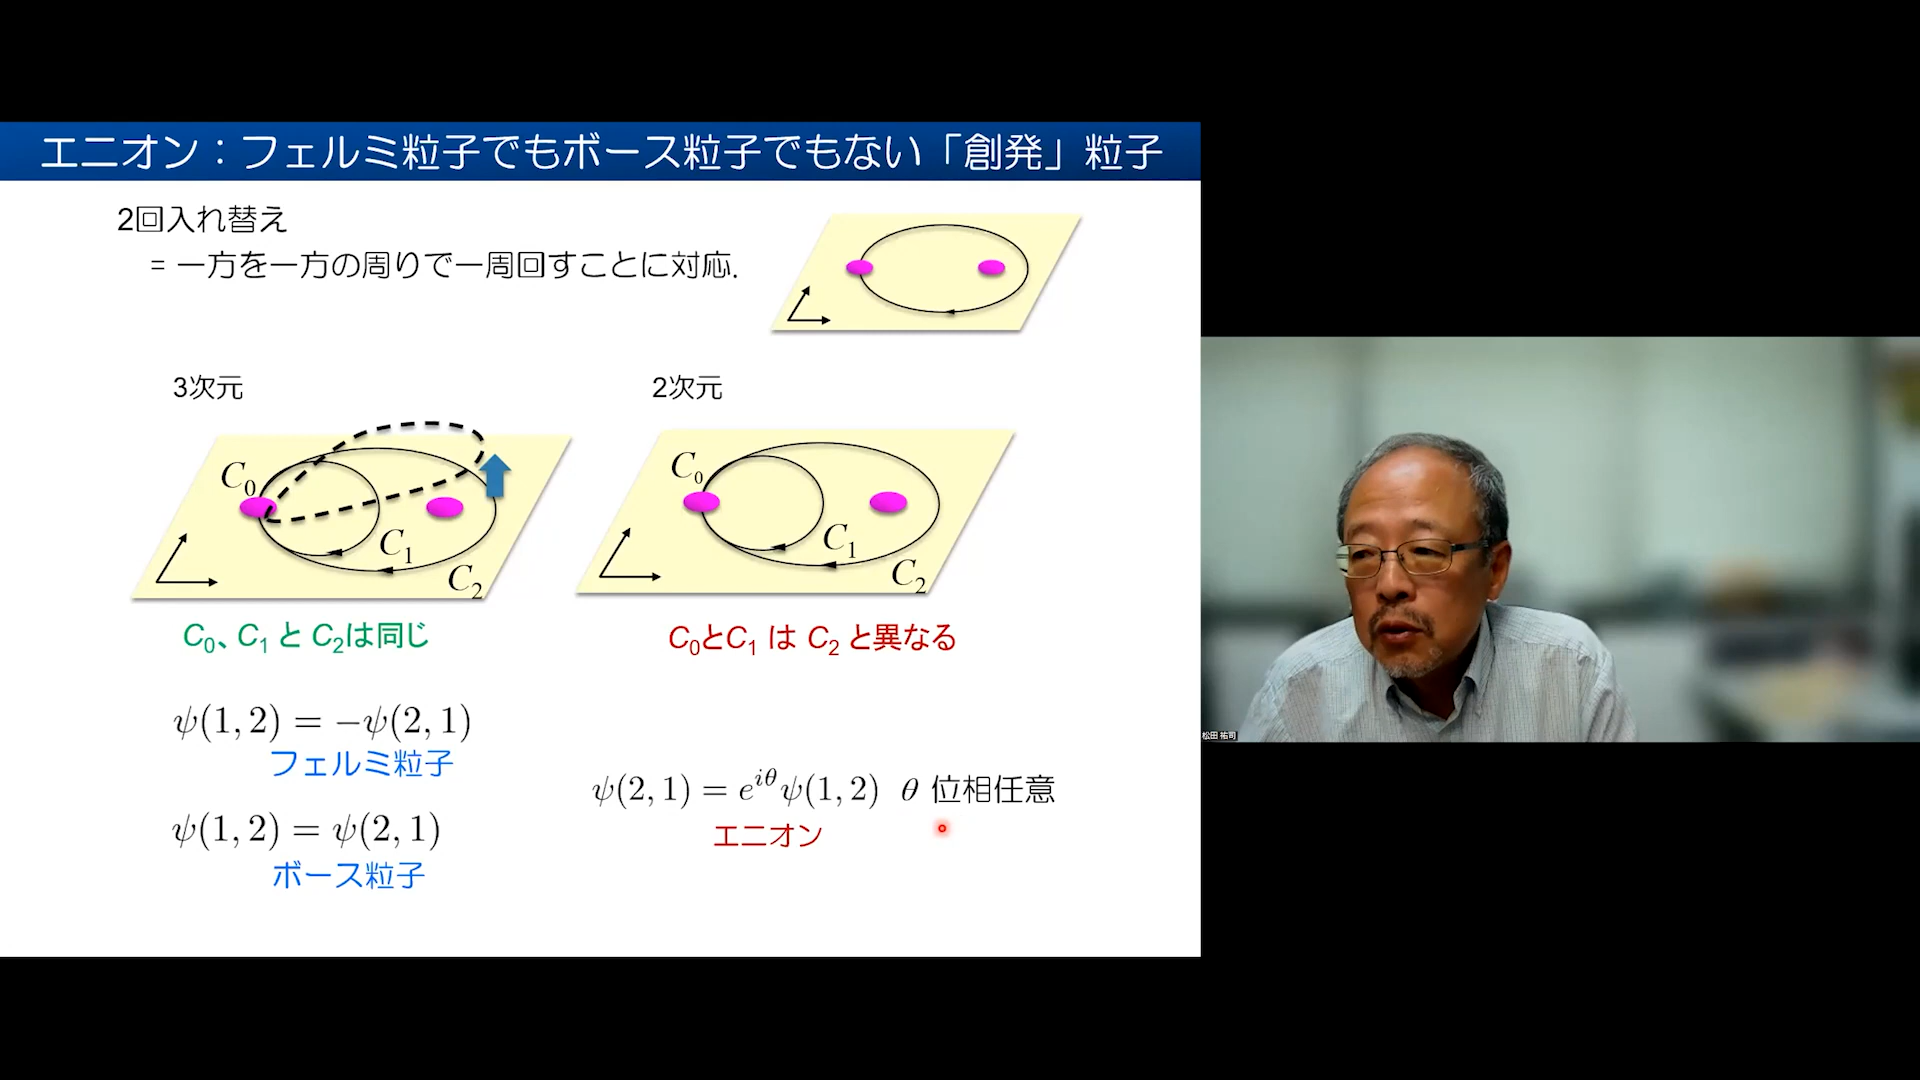 エニオン：フェルミ粒子でもボース粒子でもない「創発」粒子
2回入れ替え
= 一方を一方の周りで一周回すことに対応.
3次元
C₀
C₁
C₂
C₀、C₁ と C₂は同じ
ψ(1, 2) = −ψ(2, 1)
フェルミ粒子
ψ(1, 2) = ψ(2, 1)
ボース粒子
2次元
C₀
C₁
C₂
C₀とC₁ は C₂ と異なる
ψ(2, 1) = e^{iθ}ψ(1, 2) θ 位相任意
エニオン
松田 祐司